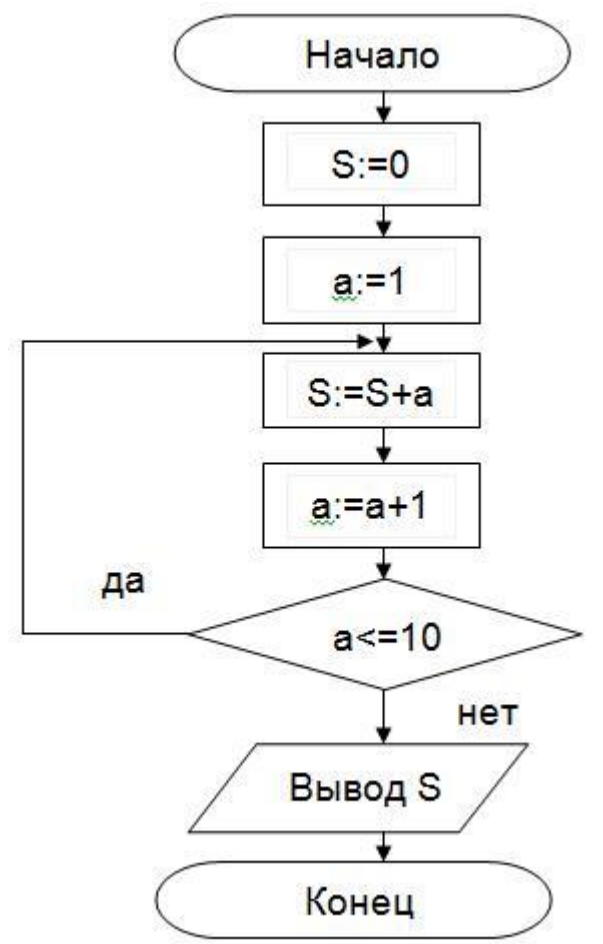 Начало
S:=0
a:=1
S:=S+a
a:=a+1
да
a<=10
нет
Вывод S
Конец